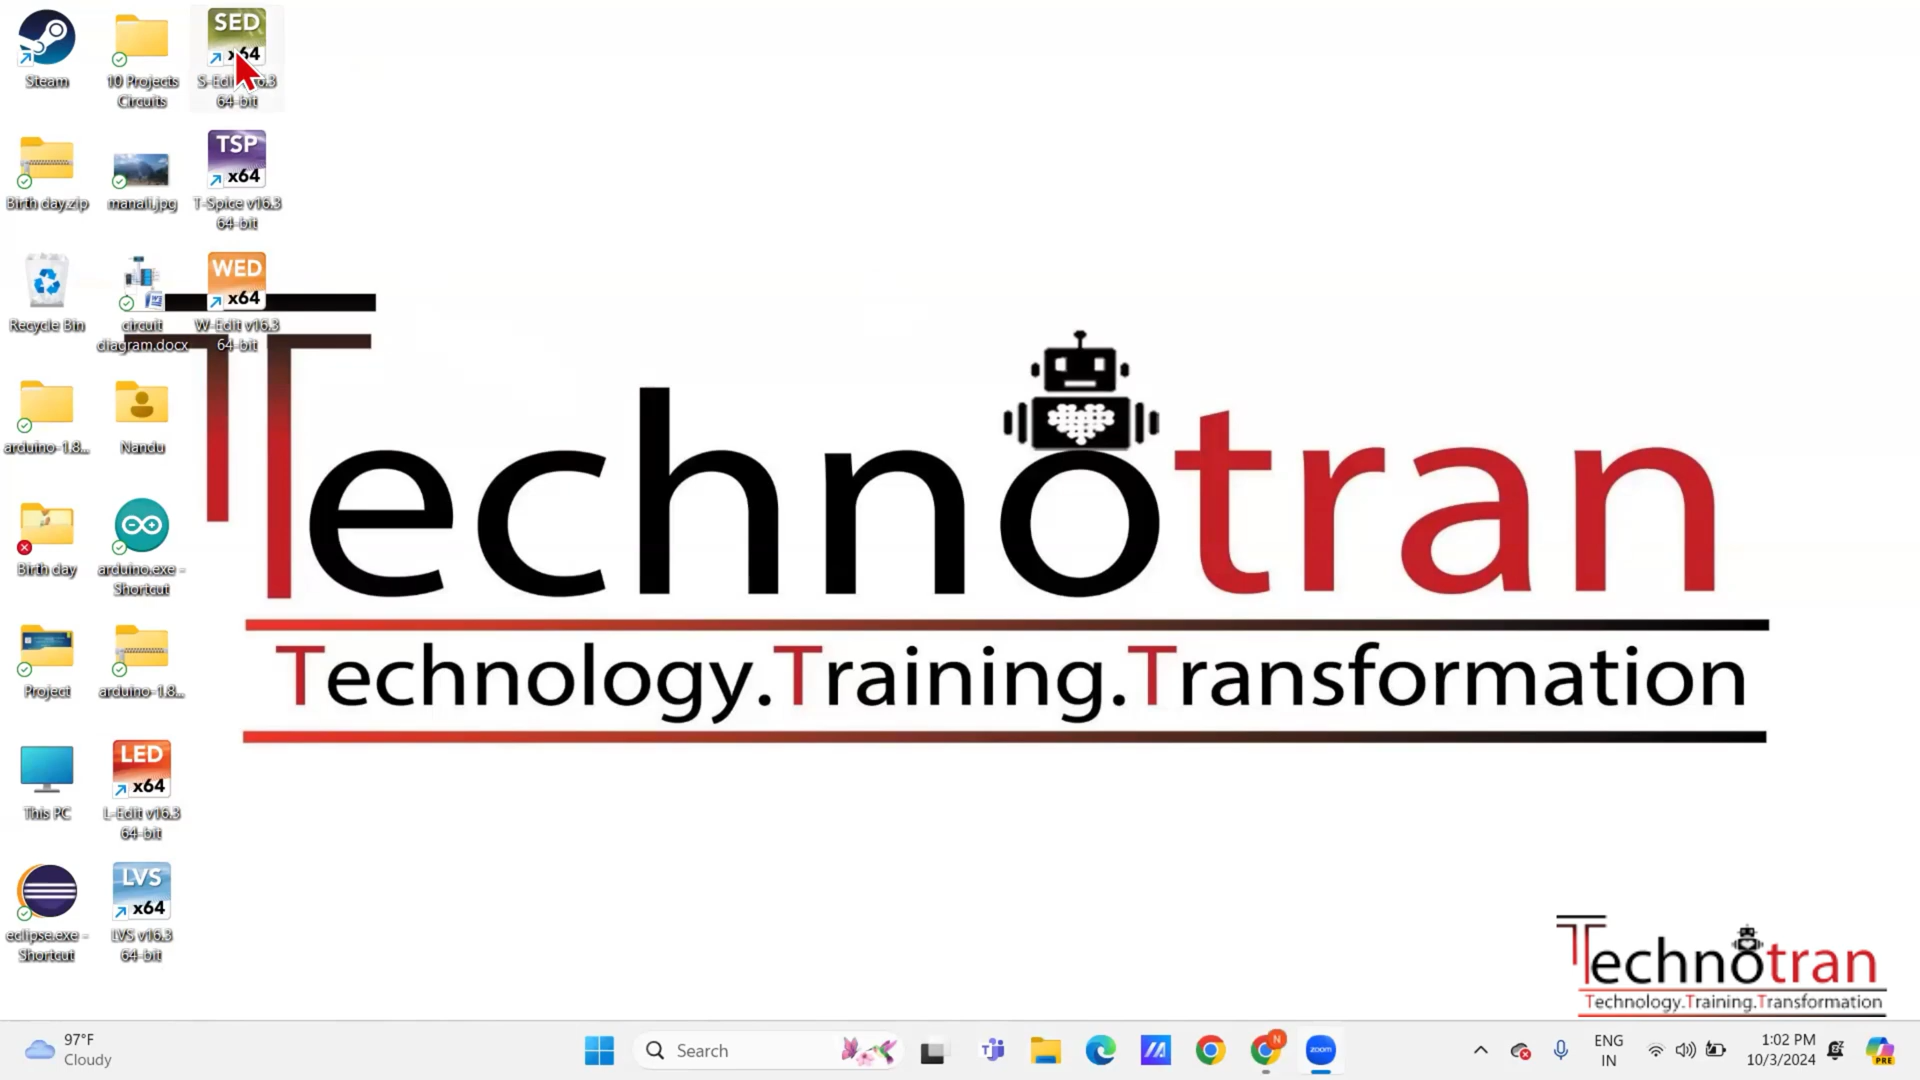 Steam
10 Projects
Circuits
SED
x64
64-bit
Birth day.zip
manali.jpg
TSP
x64
T-Spice v16.3
64-bit
Recycle Bin
circuit
diagram.docx
WED
x64
W-Edit v16.3
64-bit
arduino-1.8...
Nandu
Birth day
arduino.exe -
Shortcut
Project
arduino-1.8...
This PC
LED
x64
L-Edit v16.3
64-bit
eclipse.exe -
Shortcut
LVS
x64
LVS v16.3
64-bit
Technotran
Technology.Training.Transformation
Technotran
Technology.Training.Transformation
97°F
Cloudy
Search
N
zoom
ENG
IN
1:02 PM
10/3/2024
PRE